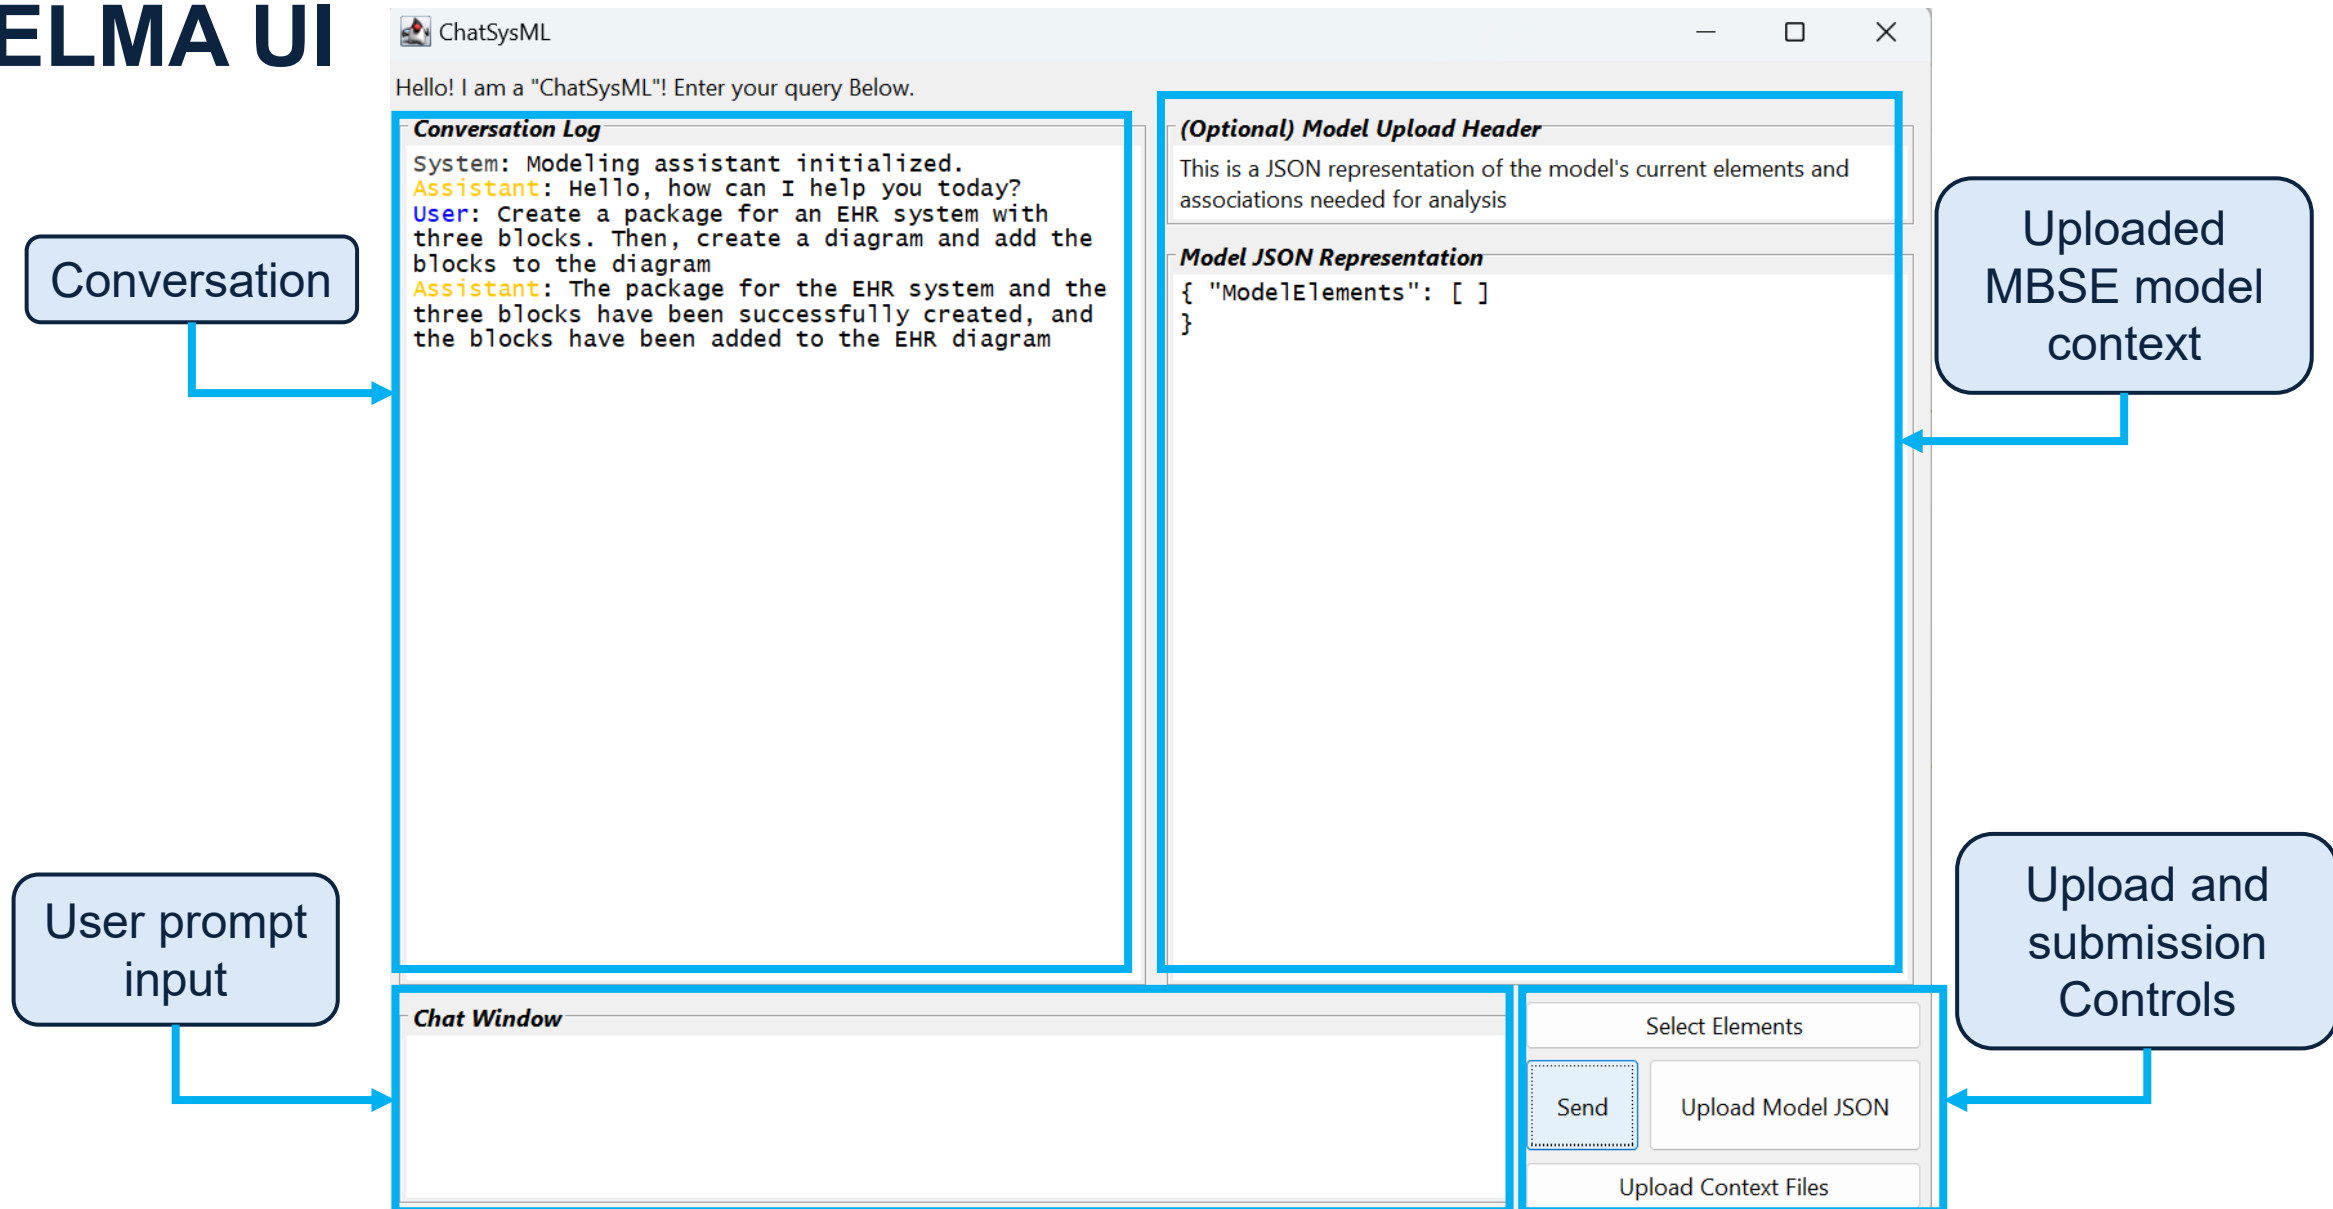 ELMA UI
ChatSysML
Hello! I am a "ChatSysML"! Enter your query Below.
Conversation Log
System: Modeling assistant initialized.
Assistant: Hello, how can I help you today?
User: Create a package for an EHR system with
three blocks. Then, create a diagram and add the
blocks to the diagram
Assistant: The package for the EHR system and the
three blocks have been successfully created, and
the blocks have been added to the EHR diagram
(Optional) Model Upload Header
This is a JSON representation of the model's current elements and
associations needed for analysis
Model JSON Representation
{ "ModelElements": [ ]
}
Conversation
Uploaded
MBSE model
context
User prompt
input
Upload and
submission
Controls
Chat Window
Select Elements
Send
Upload Model JSON
Upload Context Files